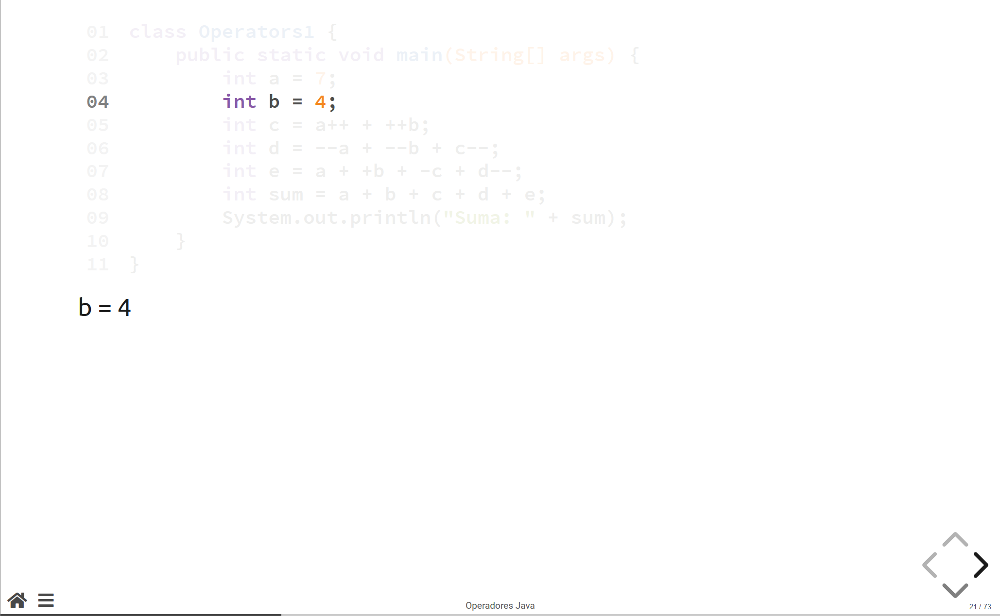 01 class Operators1 {
02     public static void main(String[] args) {
03         int a = 7;
04         int b = 4;
05         int c = a++ + ++b;
06         int d = --a + --b + c--;
07         int e = a + +b + -c + d--;
08         int sum = a + b + c + d + e;
09         System.out.println("Suma: " + sum);
10     }
11 }
b = 4
Operadores Java
21 / 73